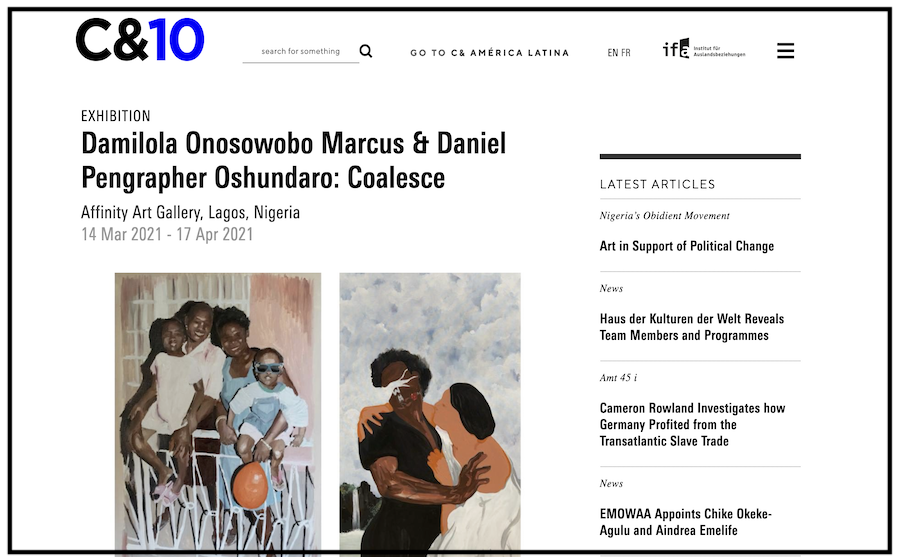 C&10
search for something
GO TO C& AMÉRICA LATINA
EN FR
ifa
Institut für
Auslandsbeziehungen
EXHIBITION
Damilola Onosowobo Marcus & Daniel
Pengrapher Oshundaro: Coalesce
Affinity Art Gallery, Lagos, Nigeria
14 Mar 2021 - 17 Apr 2021
LATEST ARTICLES
Nigeria's Obidient Movement
Art in Support of Political Change
News
Haus der Kulturen der Welt Reveals
Team Members and Programmes
Amt 45 i
Cameron Rowland Investigates how
Germany Profited from the
Transatlantic Slave Trade
News
EMOWAA Appoints Chike Okeke-
Agulu and Aindrea Emelife